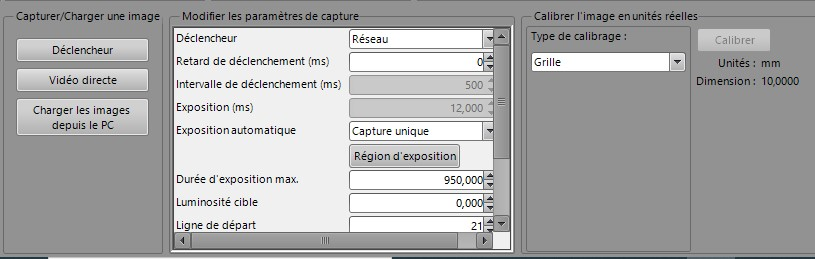 Capturer/Charger une image
Déclencheur
Vidéo directe
Charger les images
depuis le PC
Modifier les paramètres de capture
Déclencheur Réseau
Retard de déclenchement (ms) 0
Intervalle de déclenchement (ms) 500
Exposition (ms) 12,000
Exposition automatique Capture unique
Région d'exposition
Durée d'exposition max. 950,000
Luminosité cible 0,000
Ligne de départ 21
Calibrer l'image en unités réelles
Type de calibrage :
Grille
Calibrer
Unités : mm
Dimension : 10,0000